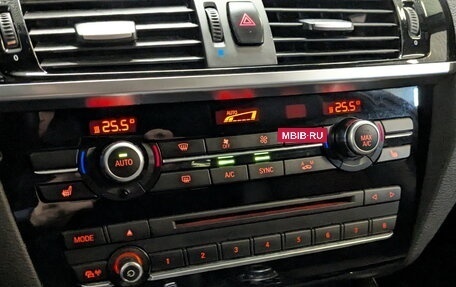 0
25.5°
AUTO
25.5°
MBIB.RU
AUTO
MAX
A/C
A/C
SYNC
MODE
1
2
3
4
5
6
7
8